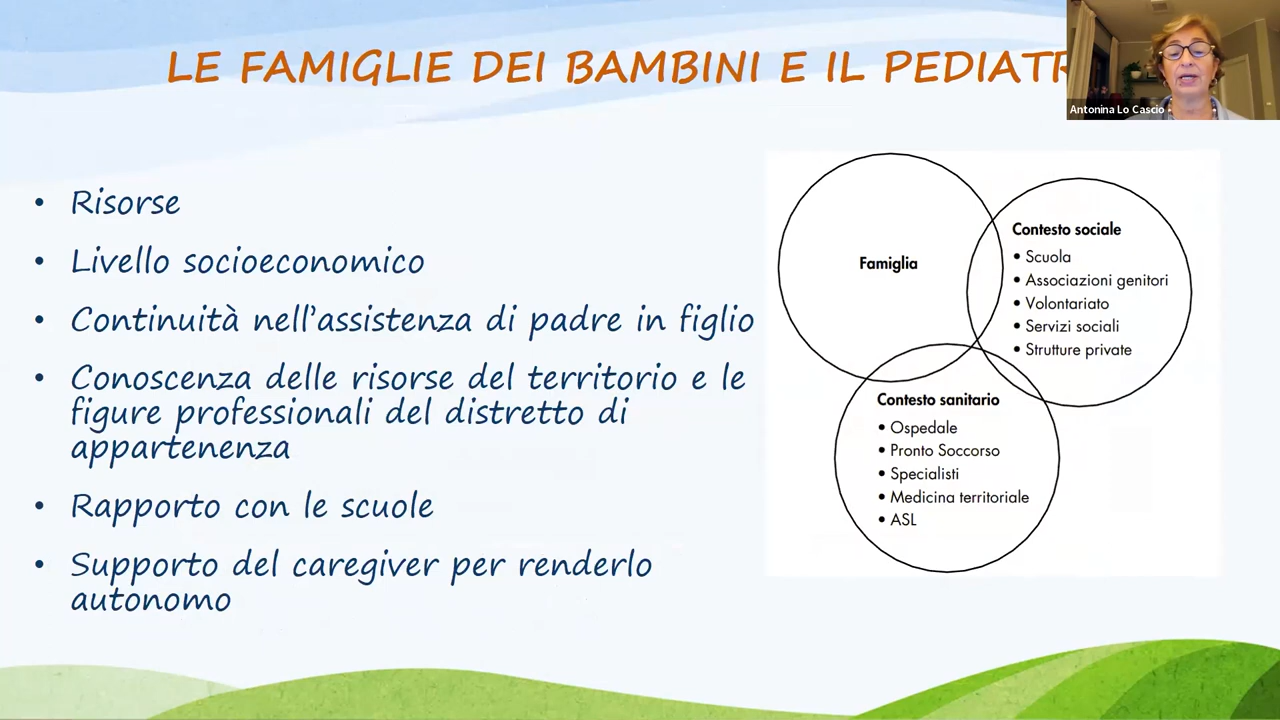 LE FAMIGLIE DEI BAMBINI E IL PEDIATR
Antonina Lo Cascio
• Risorse
• Livello socioeconomico
• Continuità nell’assistenza di padre in figlio
• Conoscenza delle risorse del territorio e le
figure professionali del distretto di
appartenenza
• Rapporto con le scuole
• Supporto del caregiver per renderlo
autonomo
Famiglia
Contesto sociale
• Scuola
• Associazioni genitori
• Volontariato
• Servizi sociali
• Strutture private
Contesto sanitario
• Ospedale
• Pronto Soccorso
• Specialisti
• Medicina territoriale
• ASL